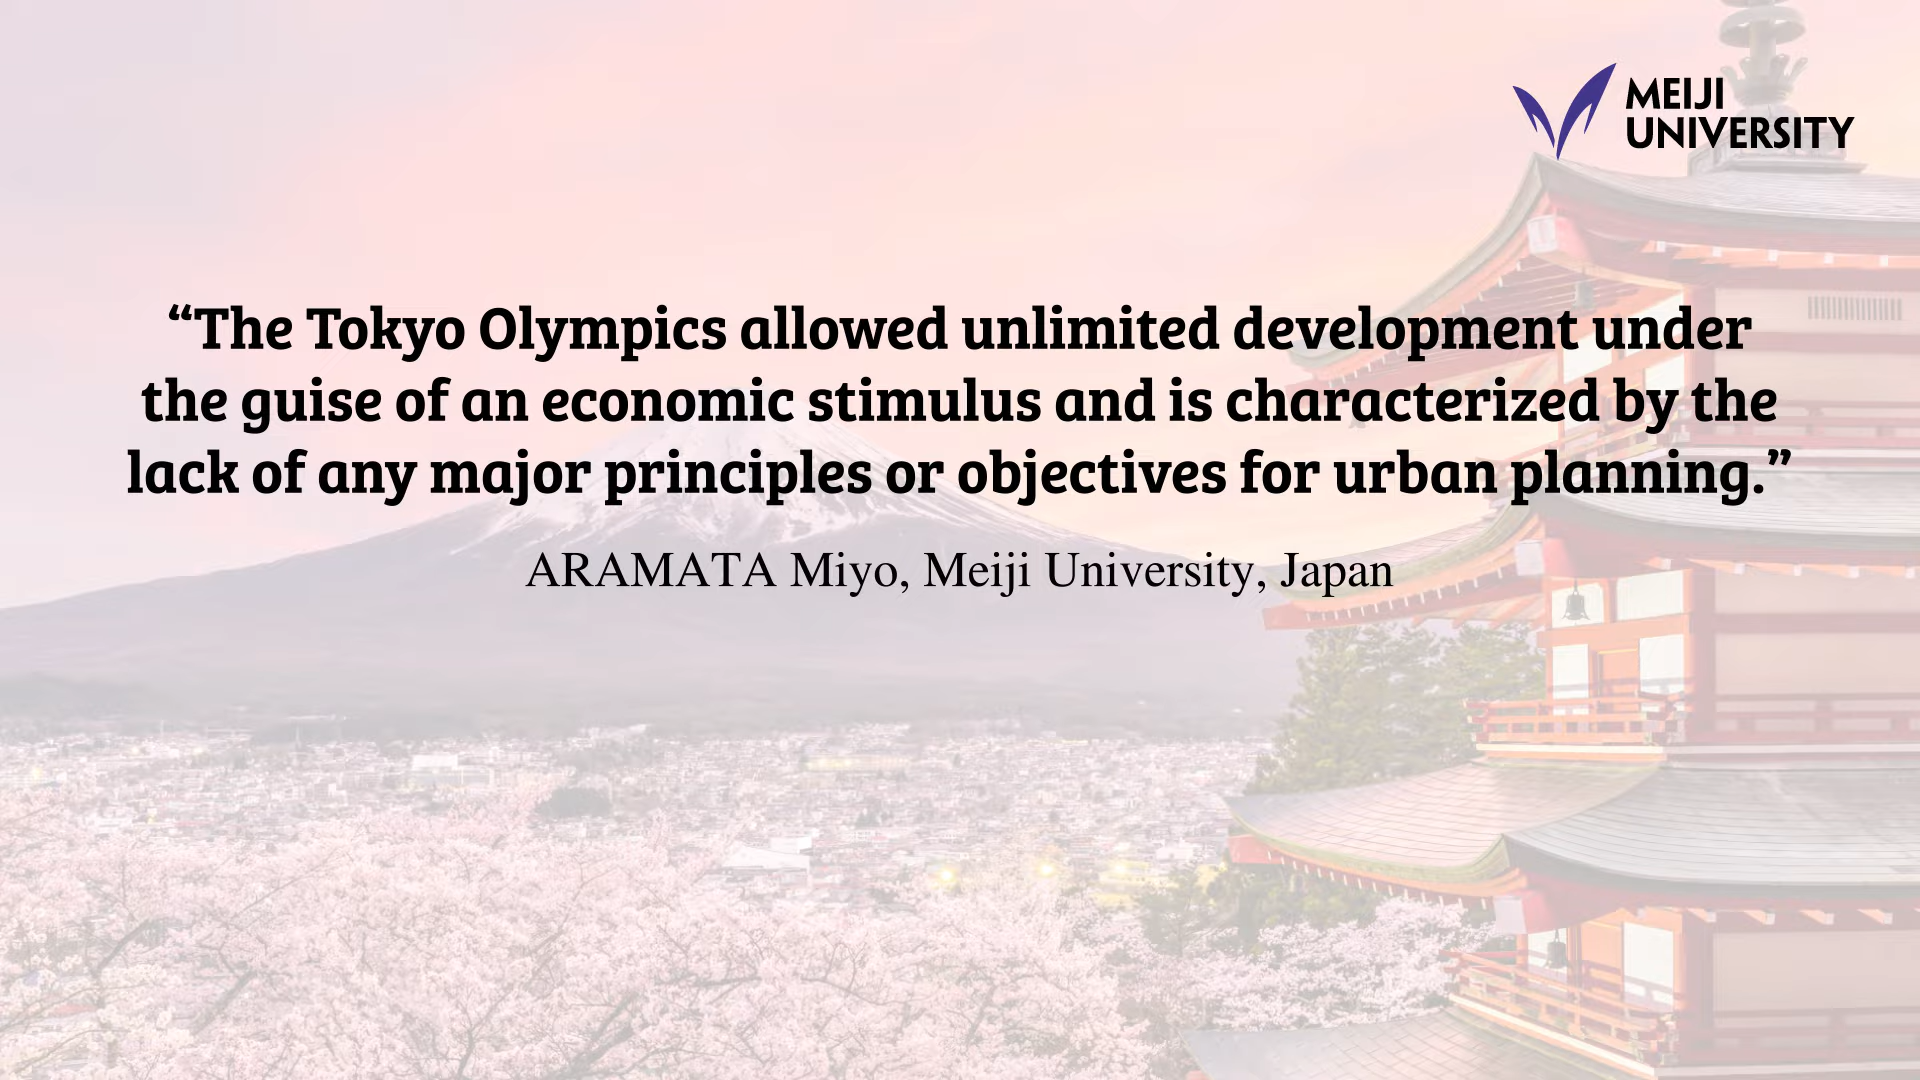 MEIJI
UNIVERSITY
“The Tokyo Olympics allowed unlimited development under
the guise of an economic stimulus and is characterized by the
lack of any major principles or objectives for urban planning.”
ARAMATA Miyo, Meiji University, Japan